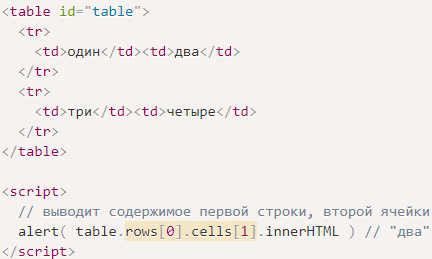 <table id="table">
  <tr>
    <td>один</td><td>два</td>
  </tr>
  <tr>
    <td>три</td><td>четыре</td>
  </tr>
</table>

<script>
  // выводит содержимое первой строки, второй ячейки
  alert( table.rows[0].cells[1].innerHTML ) // "два"
</script>